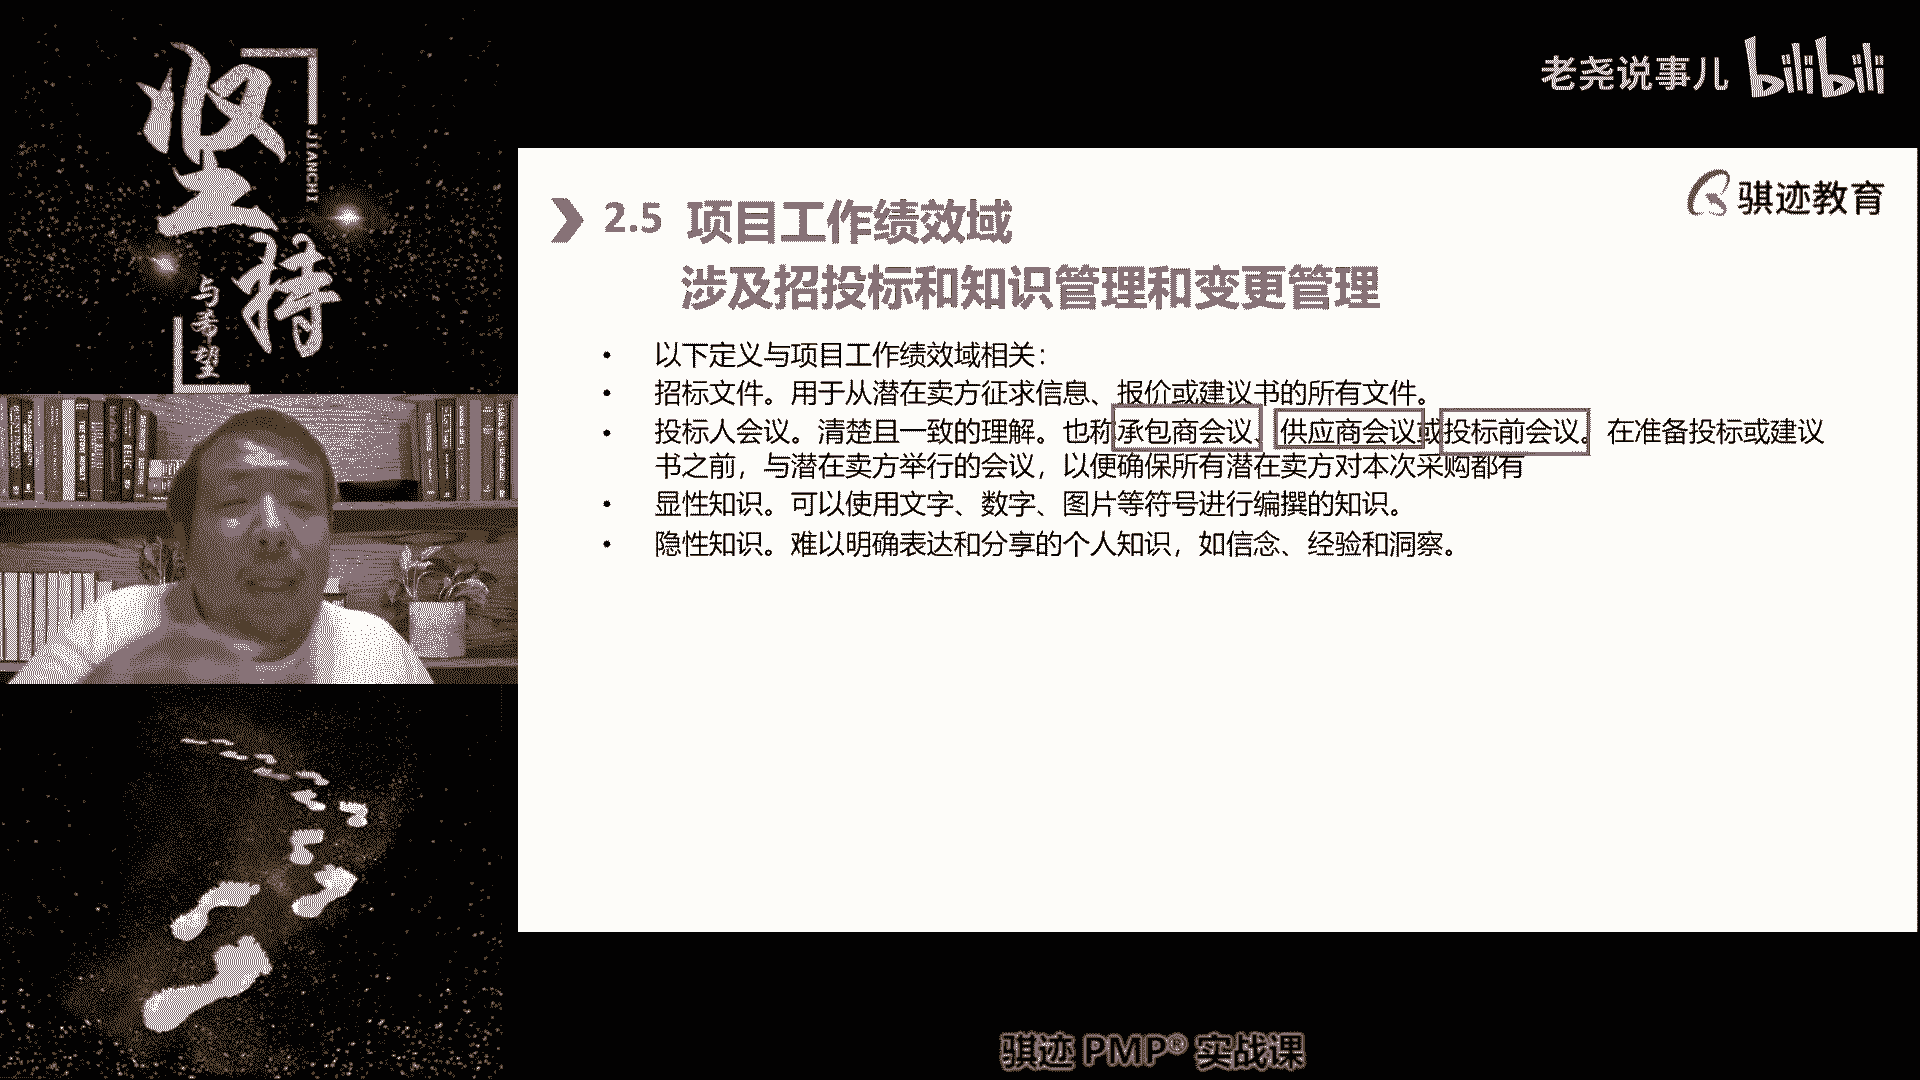 坚持
JIANCHI
与希望
老尧说事儿 bilibili
骐迹教育
2.5 项目工作绩效域
涉及招投标和知识管理和变更管理
• 以下定义与项目工作绩效域相关：
• 招标文件。用于从潜在卖方征求信息、报价或建议书的所有文件。
• 投标人会议。清楚且一致的理解。也称承包商会议、供应商会议或投标前会议。在准备投标或建议
书之前，与潜在卖方举行的会议，以便确保所有潜在卖方对本次采购都有
• 显性知识。可以使用文字、数字、图片等符号进行编撰的知识。
• 隐性知识。难以明确表达和分享的个人知识，如信念、经验和洞察。
骐迹 PMP® 实战课